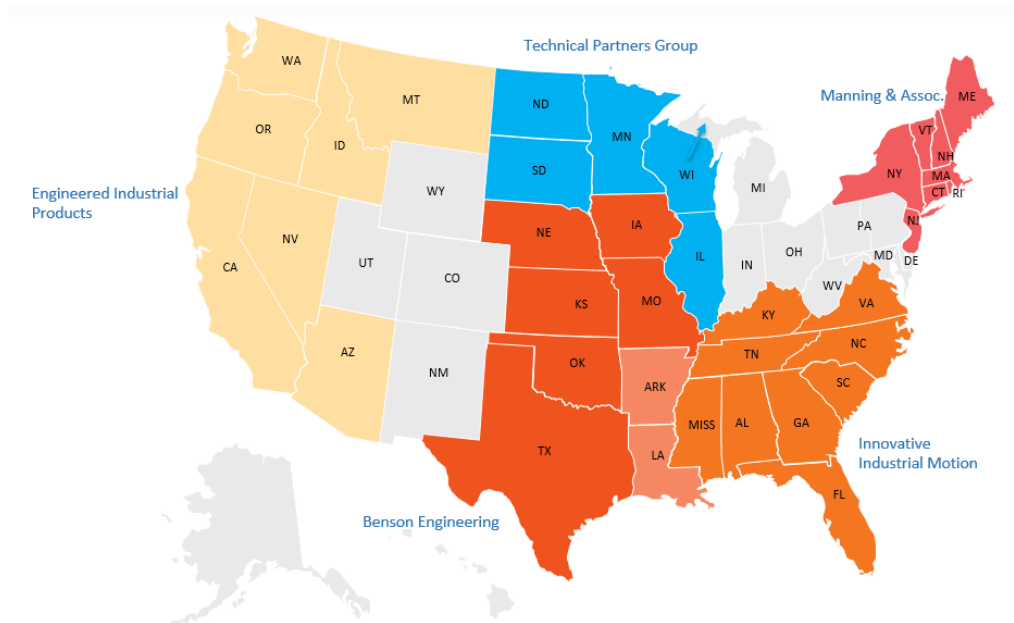 Technical Partners Group
WA
MT
ND
MN
Manning & Assoc.
ME
OR
ID
VT
NH
SD
WI
NY
MA
CT
RI
Engineered Industrial
Products
WY
MI
NE
IA
NJ
PA
NV
CA
UT
CO
IL
IN
OH
MD
DE
WV
KS
MO
KY
VA
AZ
NM
OK
TN
NC
ARK
SC
TX
LA
MISS
AL
GA
Innovative
Industrial Motion
FL
Benson Engineering